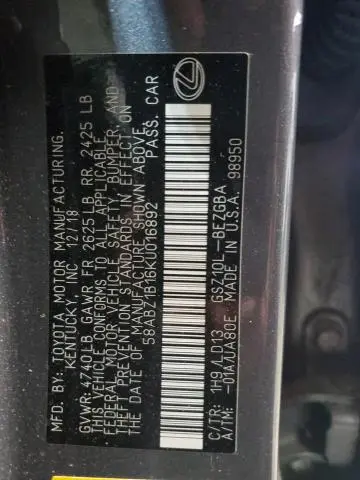 MFD. BY: TOYOTA MOTOR MANUFACTURING,
KENTUCKY, INC. 12/18
GVWR: 4740LB GAWR FR. 2625LB RR. 2425 LB
THIS VEHICLE CONFORMS TO ALL APPLICABLE
FEDERAL MOTOR VEHICLE SAFETY, BUMPER, AND
THEFT PREVENTION STANDARDS IN EFFECT ON
THE DATE OF MANUFACTURE SHOWN ABOVE.
58ABZ1B16KU016892 PASS. CAR
C/TR: 1H9/LD13 GSZ10L-BEZGBA
A/TM: -01A/UA80E MADE IN U.S.A. 98950